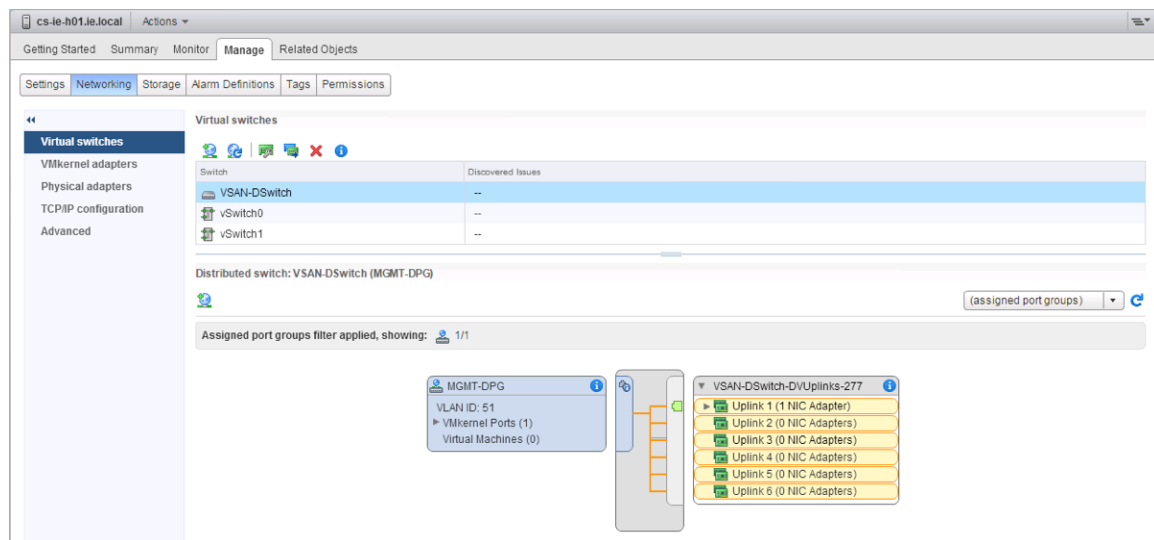 cs-ie-h01.ie.local Actions
Getting Started Summary Monitor Manage Related Objects
Settings Networking Storage Alarm Definitions Tags Permissions
Virtual switches
VMkernel adapters
Physical adapters
TCP/IP configuration
Advanced
Virtual switches
Switch Discovered Issues
VSAN-DSwitch --
vSwitch0 --
vSwitch1 --
Distributed switch: VSAN-DSwitch (MGMT-DPG)
(assigned port groups)
Assigned port groups filter applied, showing: 1/1
MGMT-DPG
VLAN ID: 51
VMkernel Ports (1)
Virtual Machines (0)
VSAN-DSwitch-DVUplinks-277
Uplink 1 (1 NIC Adapter)
Uplink 2 (0 NIC Adapters)
Uplink 3 (0 NIC Adapters)
Uplink 4 (0 NIC Adapters)
Uplink 5 (0 NIC Adapters)
Uplink 6 (0 NIC Adapters)